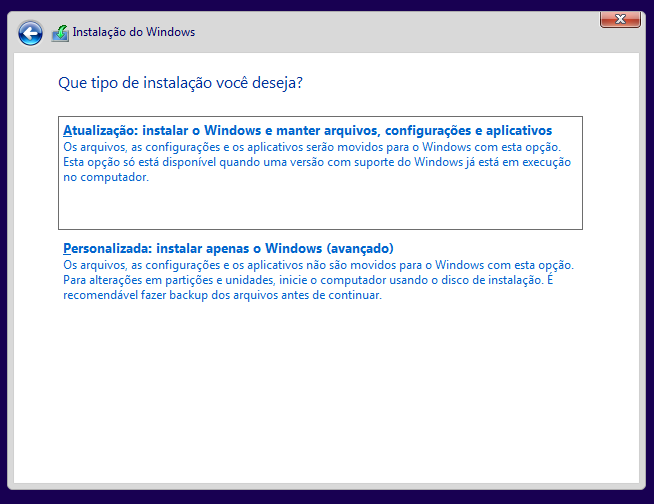 Instalação do Windows
Que tipo de instalação você deseja?
Atualização: instalar o Windows e manter arquivos, configurações e aplicativos
Os arquivos, as configurações e os aplicativos serão movidos para o Windows com esta opção.
Esta opção só está disponível quando uma versão com suporte do Windows já está em execução
no computador.
Personalizada: instalar apenas o Windows (avançado)
Os arquivos, as configurações e os aplicativos não são movidos para o Windows com esta opção.
Para alterações em partições e unidades, inicie o computador usando o disco de instalação. É
recomendável fazer backup dos arquivos antes de continuar.